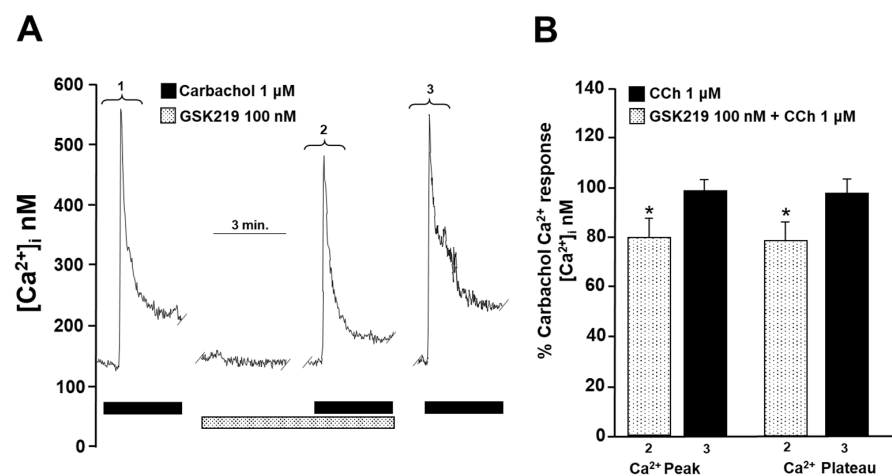 A
[Ca²⁺]ᵢ nM
600
500
400
300
200
100
0
Carbachol 1 µM
GSK219 100 nM
1
2
3
3 min.
B
% Carbachol Ca²⁺ response
[Ca²⁺]ᵢ nM
140
120
100
80
60
40
20
0
CCh 1 µM
GSK219 100 nM + CCh 1 µM
*
*
2
3
2
3
Ca²⁺ Peak
Ca²⁺ Plateau